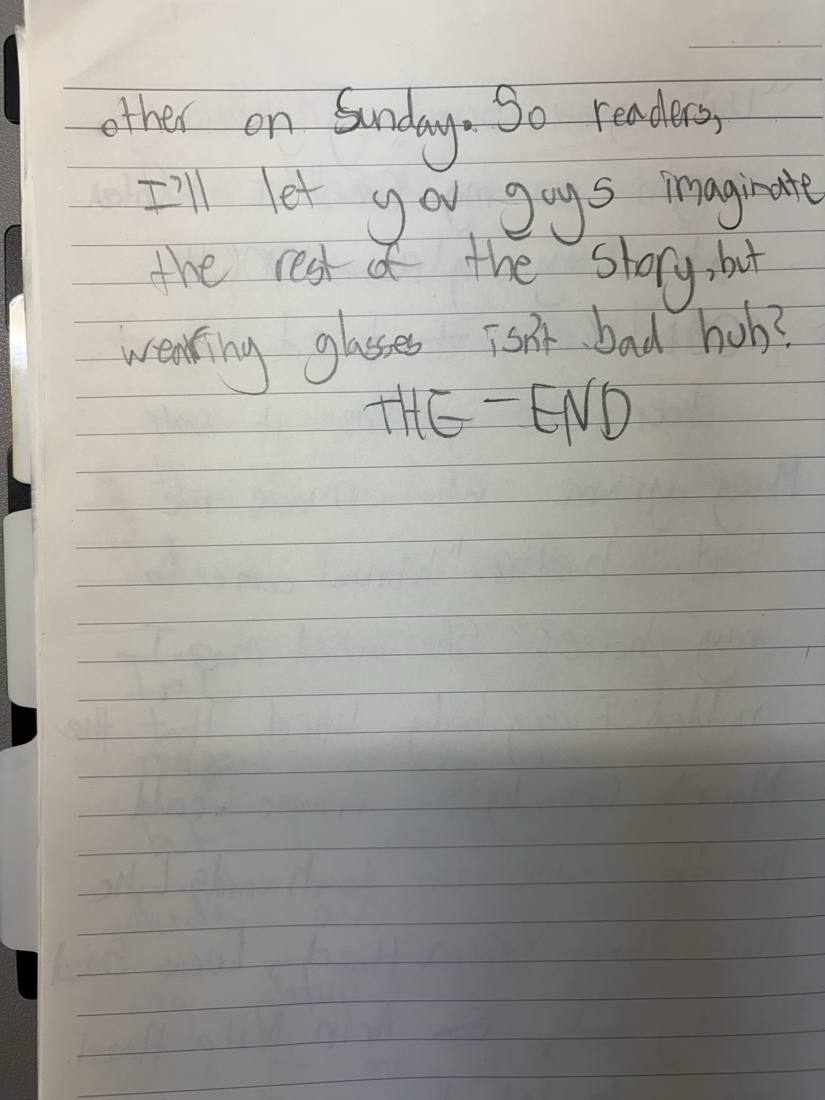 other on Sunday. So readers,
I'll let you guys imaginate
the rest of the story, but
wearing glasses isn't bad huh?
THE - END